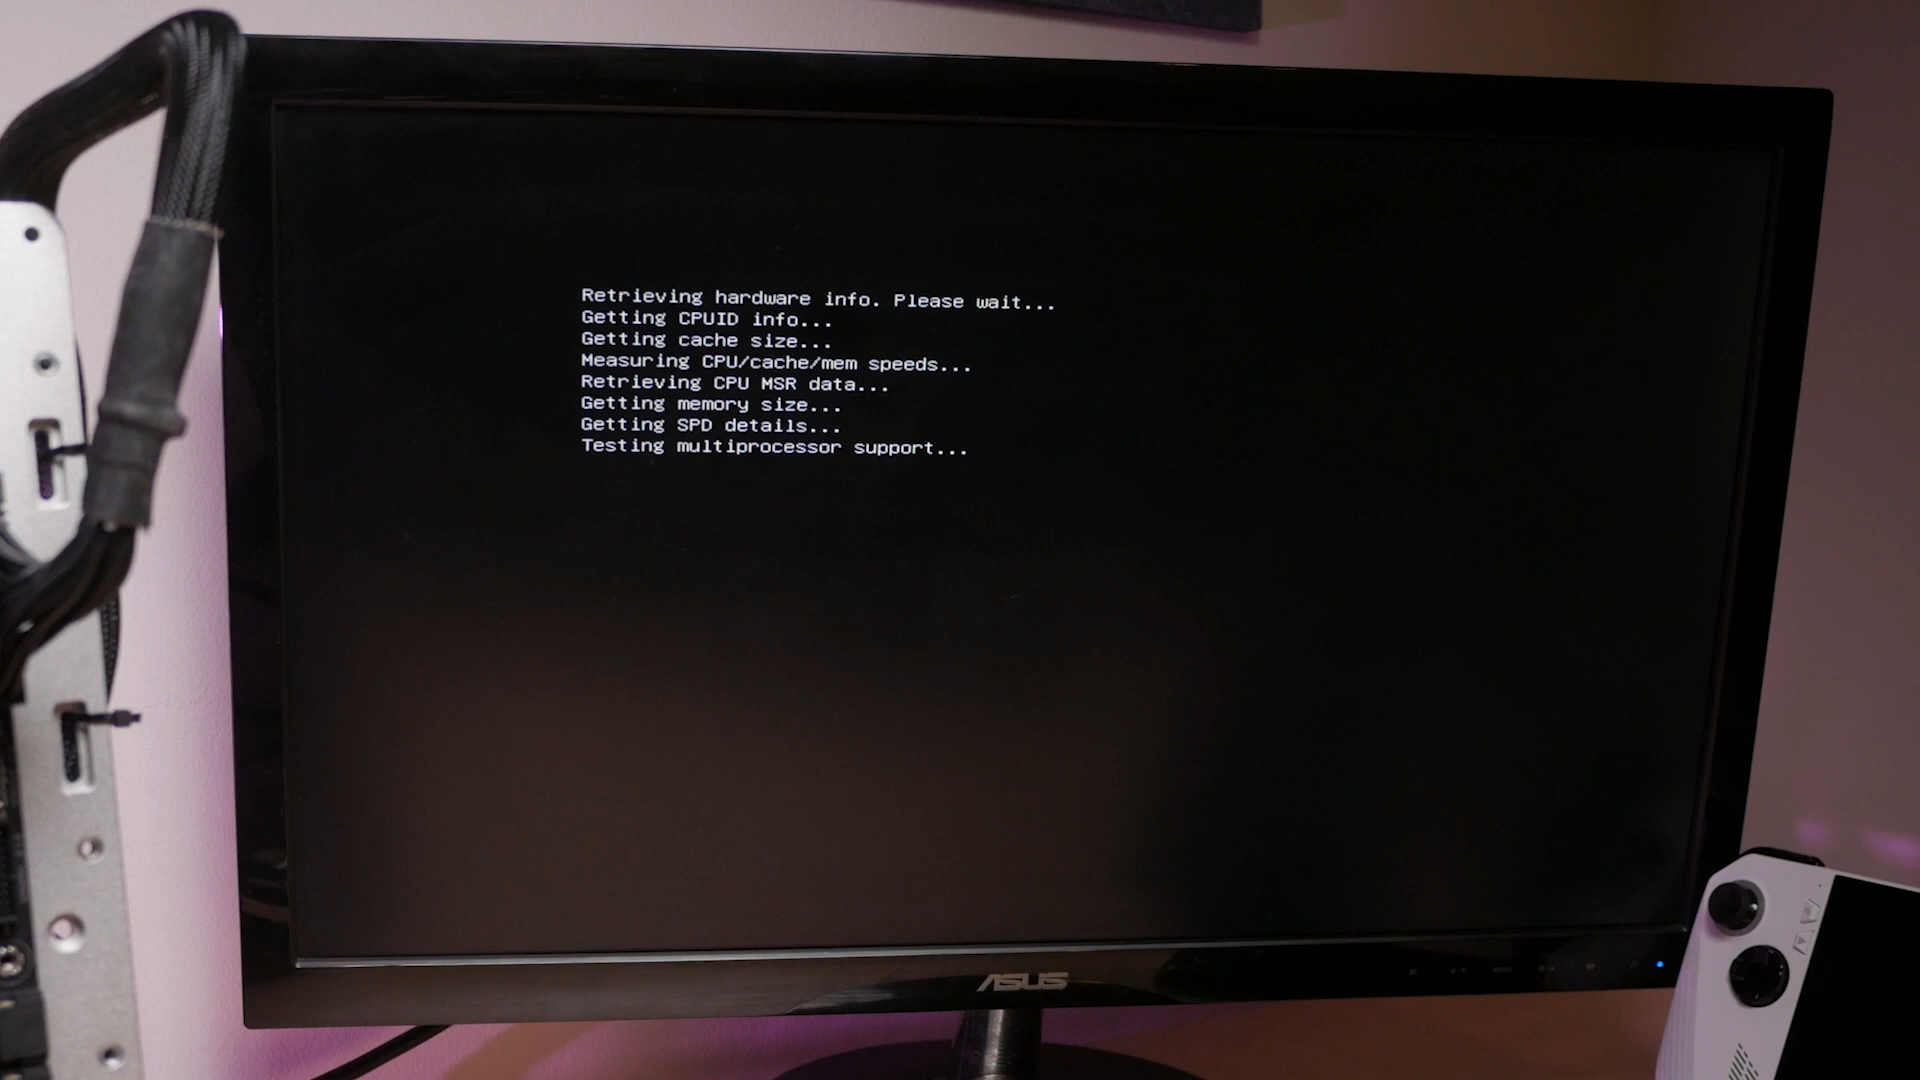 Retrieving hardware info. Please wait...
Getting CPUID info...
Getting cache size...
Measuring CPU/cache/mem speeds...
Retrieving CPU MSR data...
Getting memory size...
Getting SPD details...
Testing multiprocessor support...
ASUS